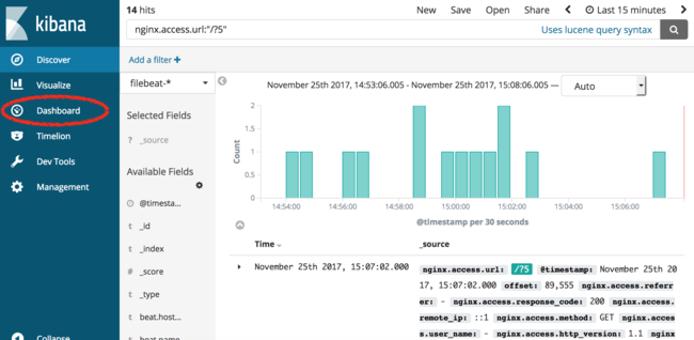 kibana
Discover
Visualize
Dashboard
Timelion
Dev Tools
Management
Collapse
14 hits
New Save Open Share Last 15 minutes
nginx.access.url:"/?5"
Uses lucene query syntax
Add a filter +
filebeat-*
Selected Fields
? _source
Available Fields
@timesta...
t _id
t _index
# _score
t _type
t beat.host...
t beat.name
November 25th 2017, 14:53:06.005 - November 25th 2017, 15:08:06.005 —
Auto
Count
2
1.5
1
0.5
0
14:54:00 14:56:00 14:58:00 15:00:00 15:02:00 15:04:00 15:06:00
@timestamp per 30 seconds
Time _source
November 25th 2017, 15:07:02.000
nginx.access.url: /?5 @timestamp: November 25th 20
17, 15:07:02.000 offset: 89,555 nginx.access.referr
er: - nginx.access.response_code: 200 nginx.access.
remote_ip: ::1 nginx.access.method: GET nginx.acces
s.user_name: - nginx.access.http_version: 1.1 nginx